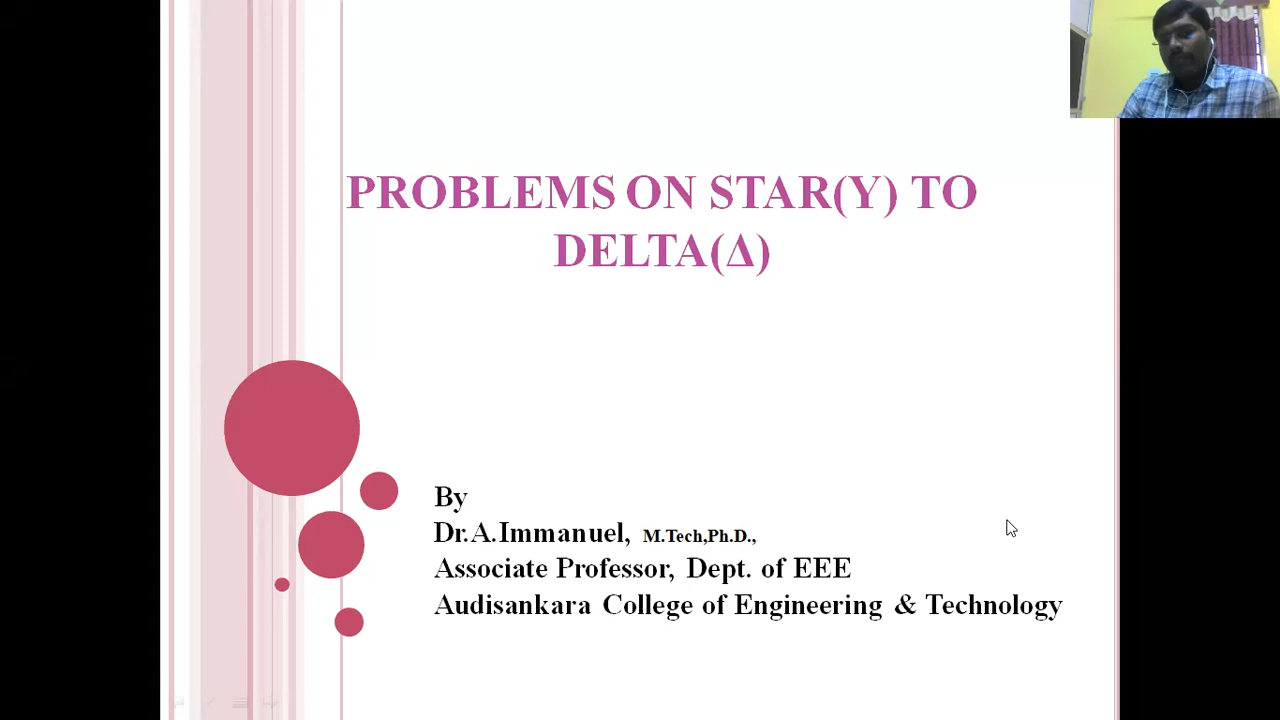 PROBLEMS ON STAR(Y) TO
DELTA(Δ)
By
Dr.A.Immanuel, M.Tech,Ph.D.,
Associate Professor, Dept. of EEE
Audisankara College of Engineering & Technology